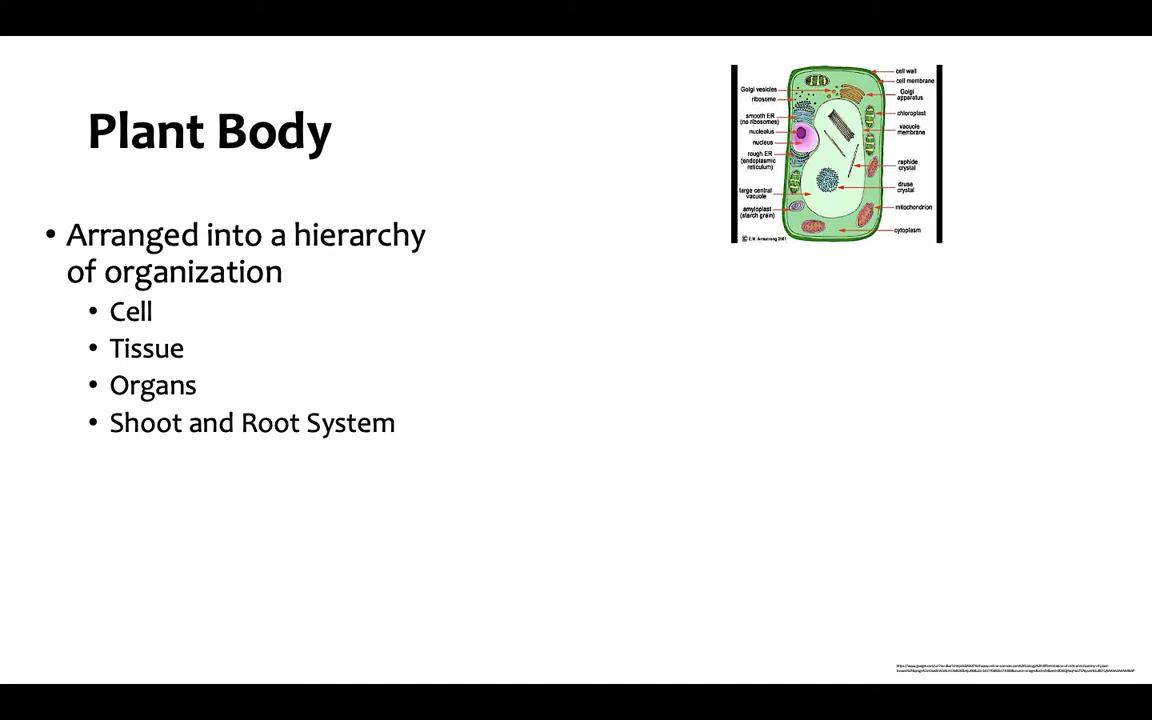 Plant Body
• Arranged into a hierarchy
of organization
• Cell
• Tissue
• Organs
• Shoot and Root System
cell wall
cell membrane
Golgi vesicles
Golgi
apparatus
ribosome
chloroplast
smooth ER
(no ribosomes)
vacuole
membrane
nucleolus
nucleus
rough ER
(endoplasmic
reticulum)
raphide
crystal
druse
crystal
large central
vacuole
mitochondrion
amyloplast
(starch grain)
cytoplasm
© E.M. Armstrong 2001